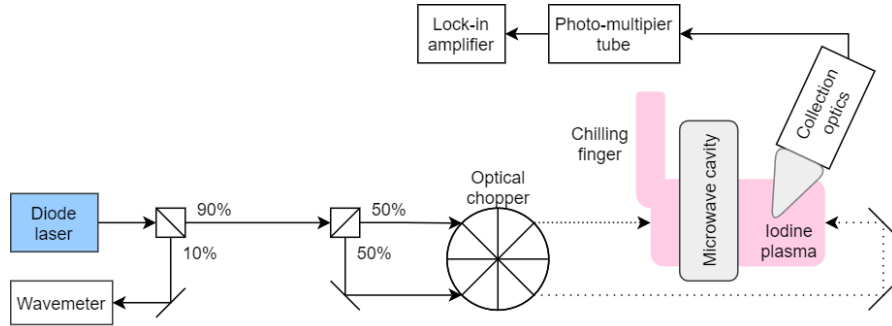 Lock-in
amplifier
Photo-multipier
tube
Collection
optics
Chilling
finger
Microwave cavity
Optical
chopper
Diode
laser
90%
50%
10%
50%
Iodine
plasma
Wavemeter